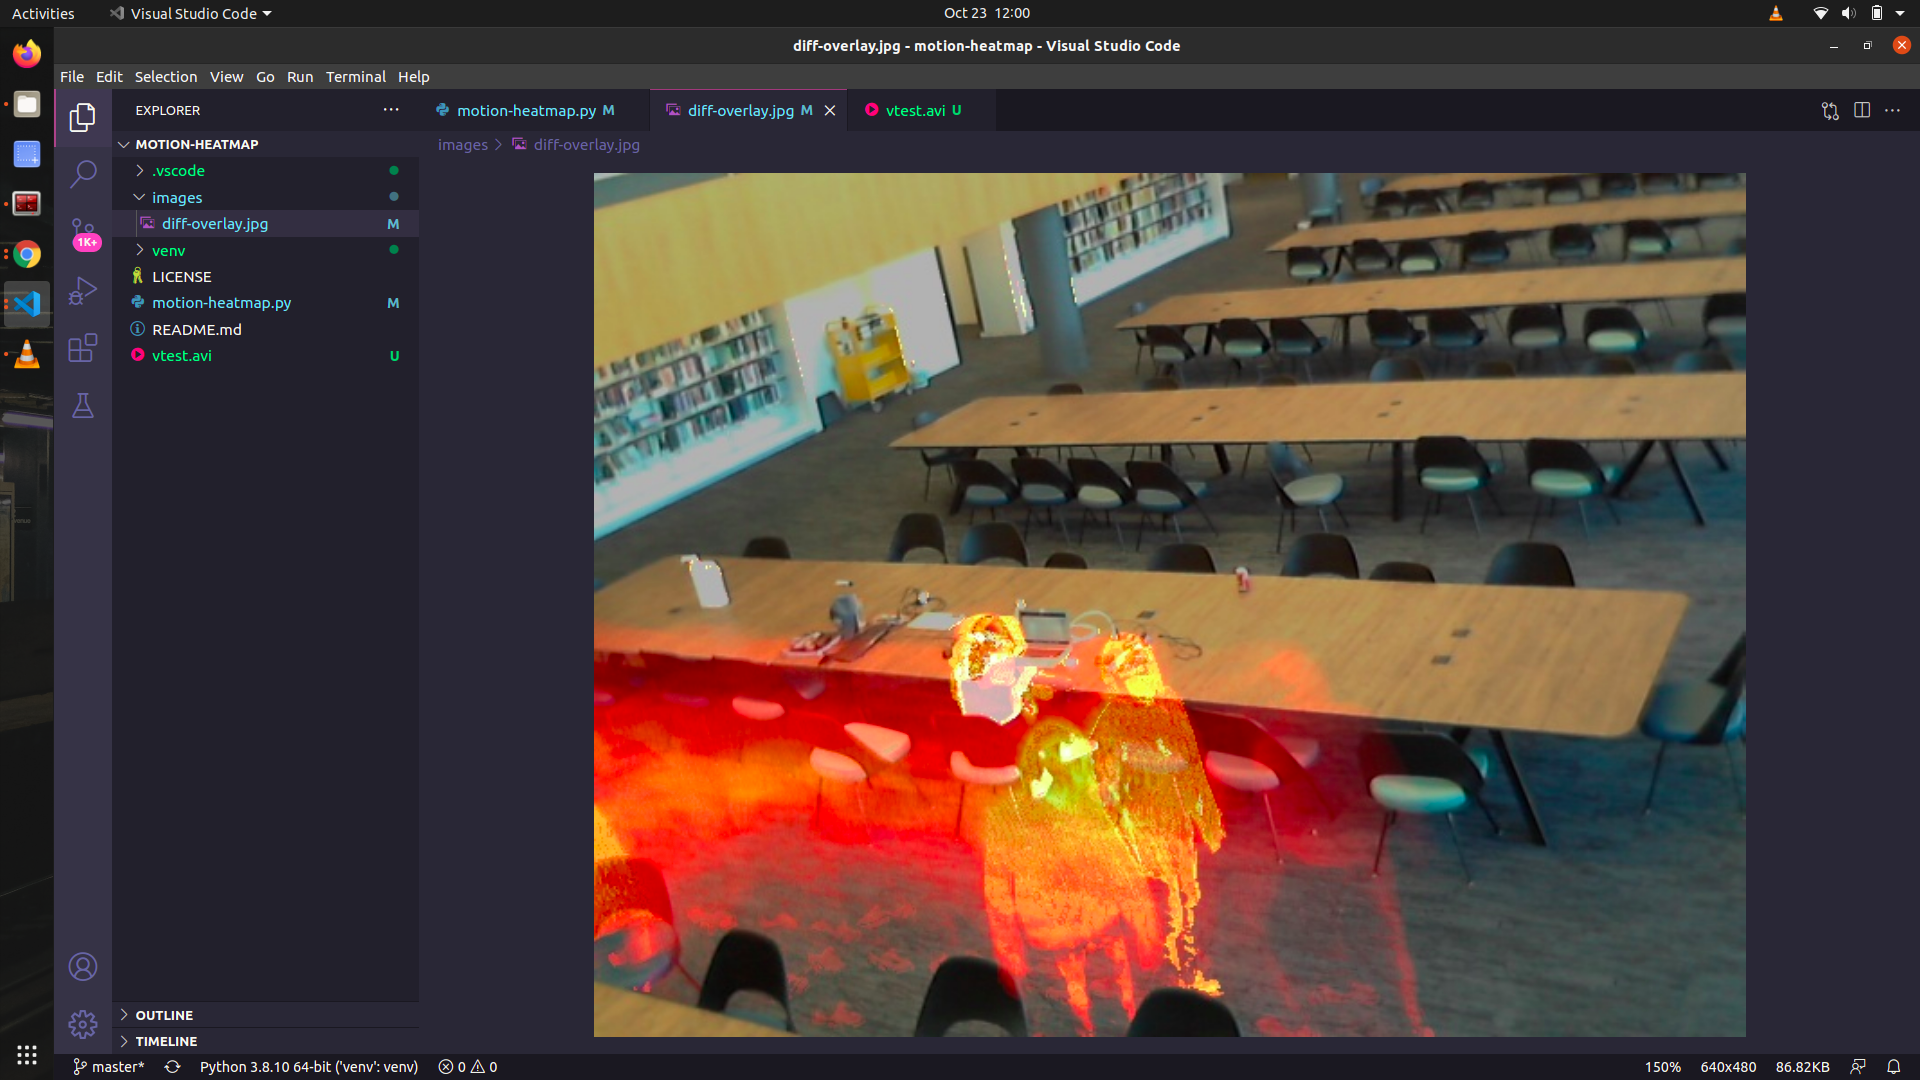 Activities Visual Studio Code Oct 23 12:00
diff-overlay.jpg - motion-heatmap - Visual Studio Code
File Edit Selection View Go Run Terminal Help
EXPLORER ··· motion-heatmap.py M diff-overlay.jpg M vtest.avi U ···
MOTION-HEATMAP images > diff-overlay.jpg
.vscode
images
diff-overlay.jpg M
1K+
venv
LICENSE
motion-heatmap.py M
README.md
vtest.avi U
OUTLINE
TIMELINE
master* Python 3.8.10 64-bit ('venv': venv) 0 0 150% 640x480 86.82KB